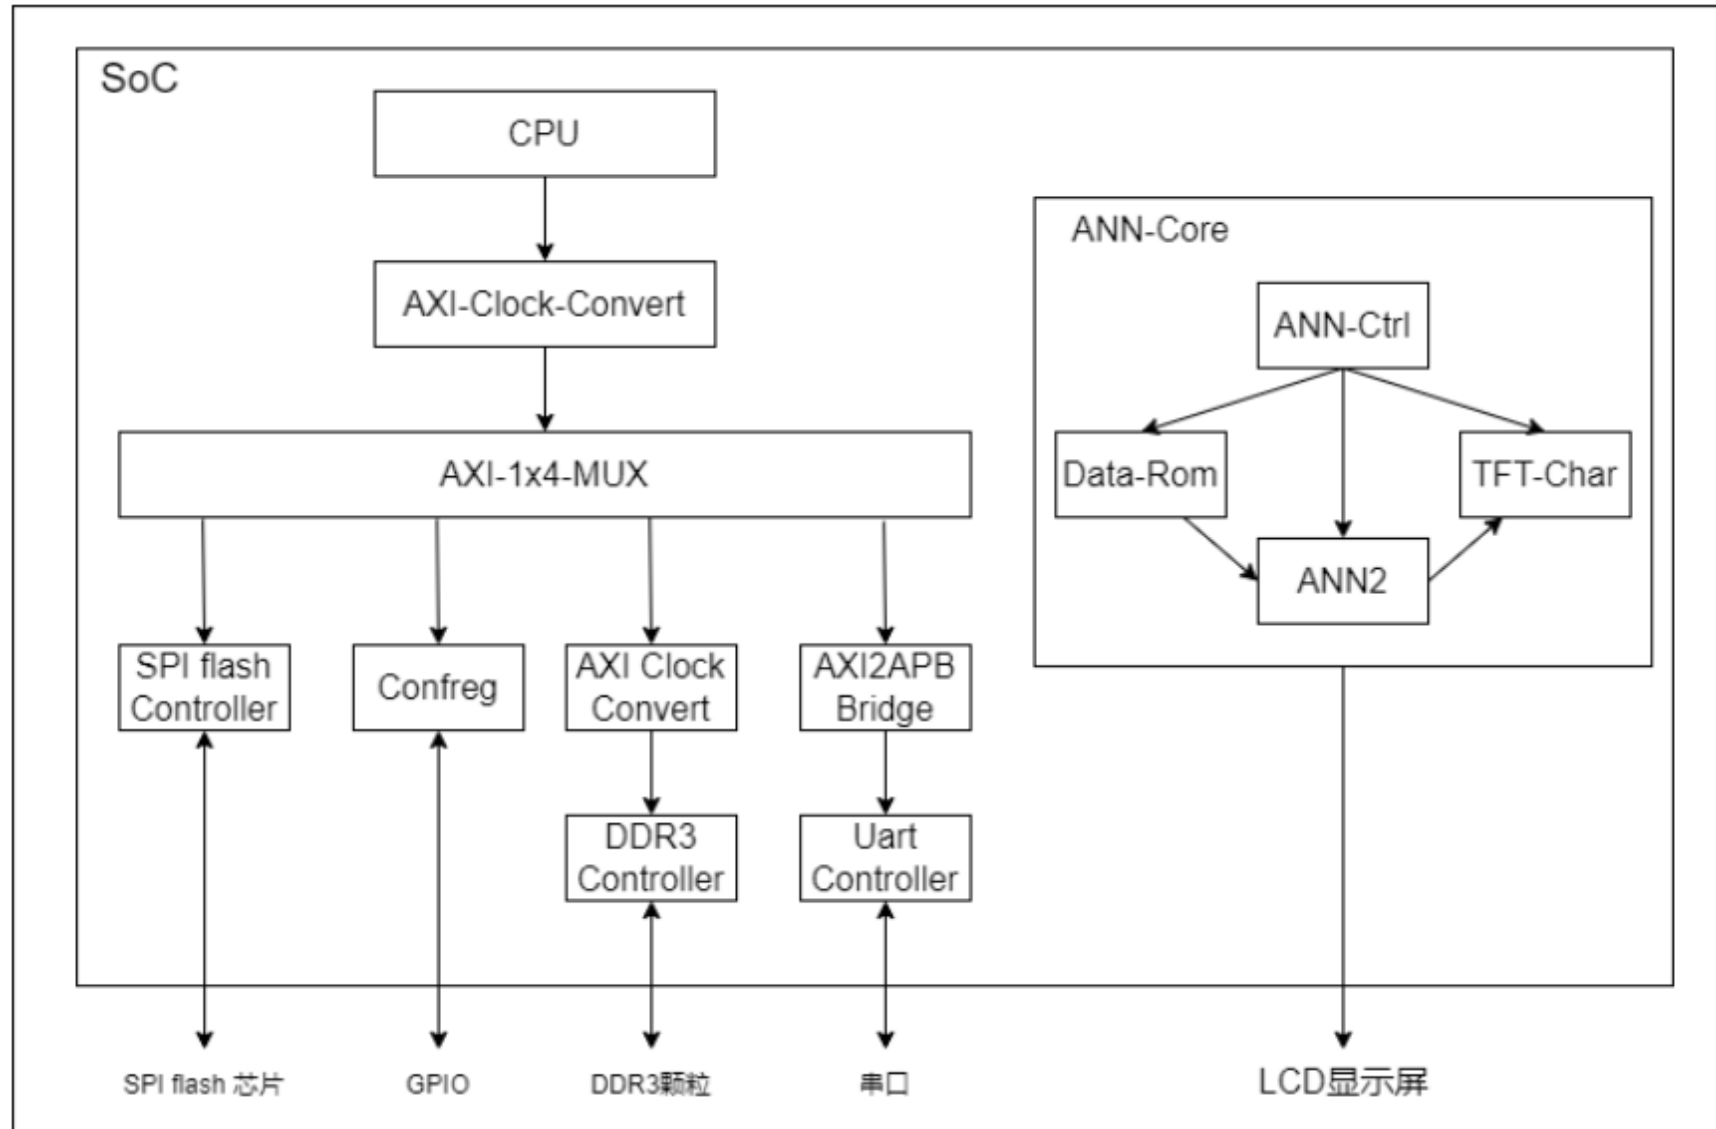 SoC
CPU
AXI-Clock-Convert
AXI-1x4-MUX
SPI flash
Controller
Confreg
AXI Clock
Convert
AXI2APB
Bridge
DDR3
Controller
Uart
Controller
ANN-Core
ANN-Ctrl
Data-Rom
TFT-Char
ANN2
SPI flash 芯片
GPIO
DDR3颗粒
串口
LCD显示屏